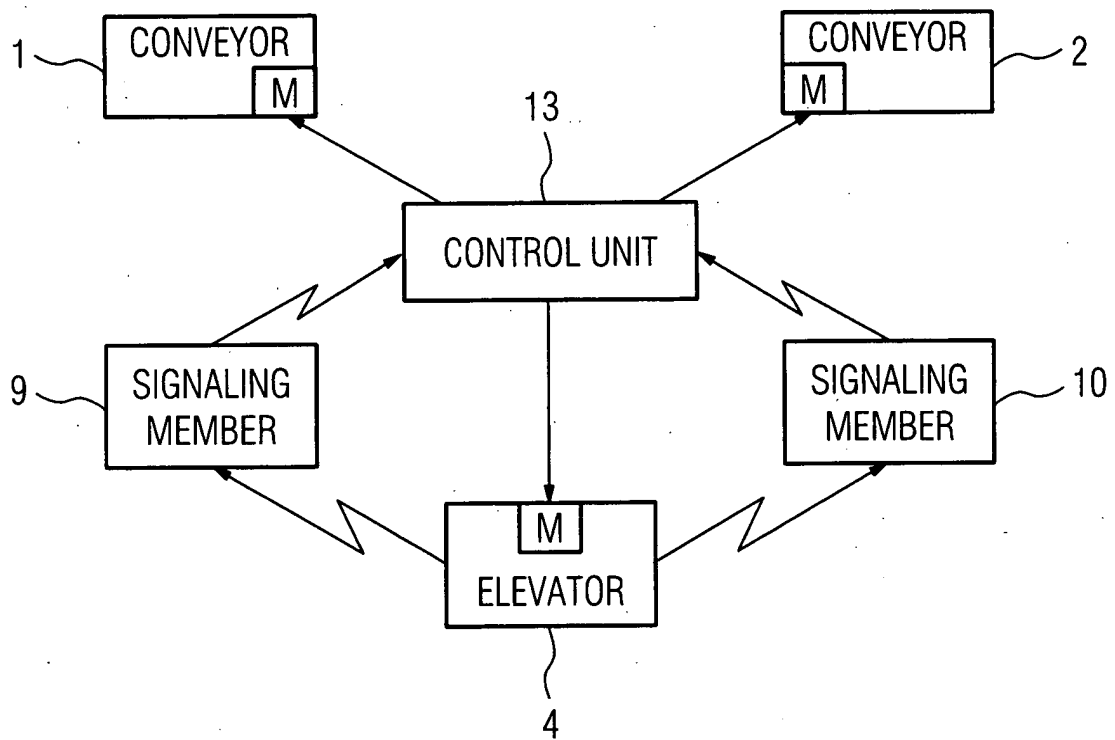 1
CONVEYOR
M
CONVEYOR
M
2
13
CONTROL UNIT
9
SIGNALING
MEMBER
SIGNALING
MEMBER
10
M
ELEVATOR
4